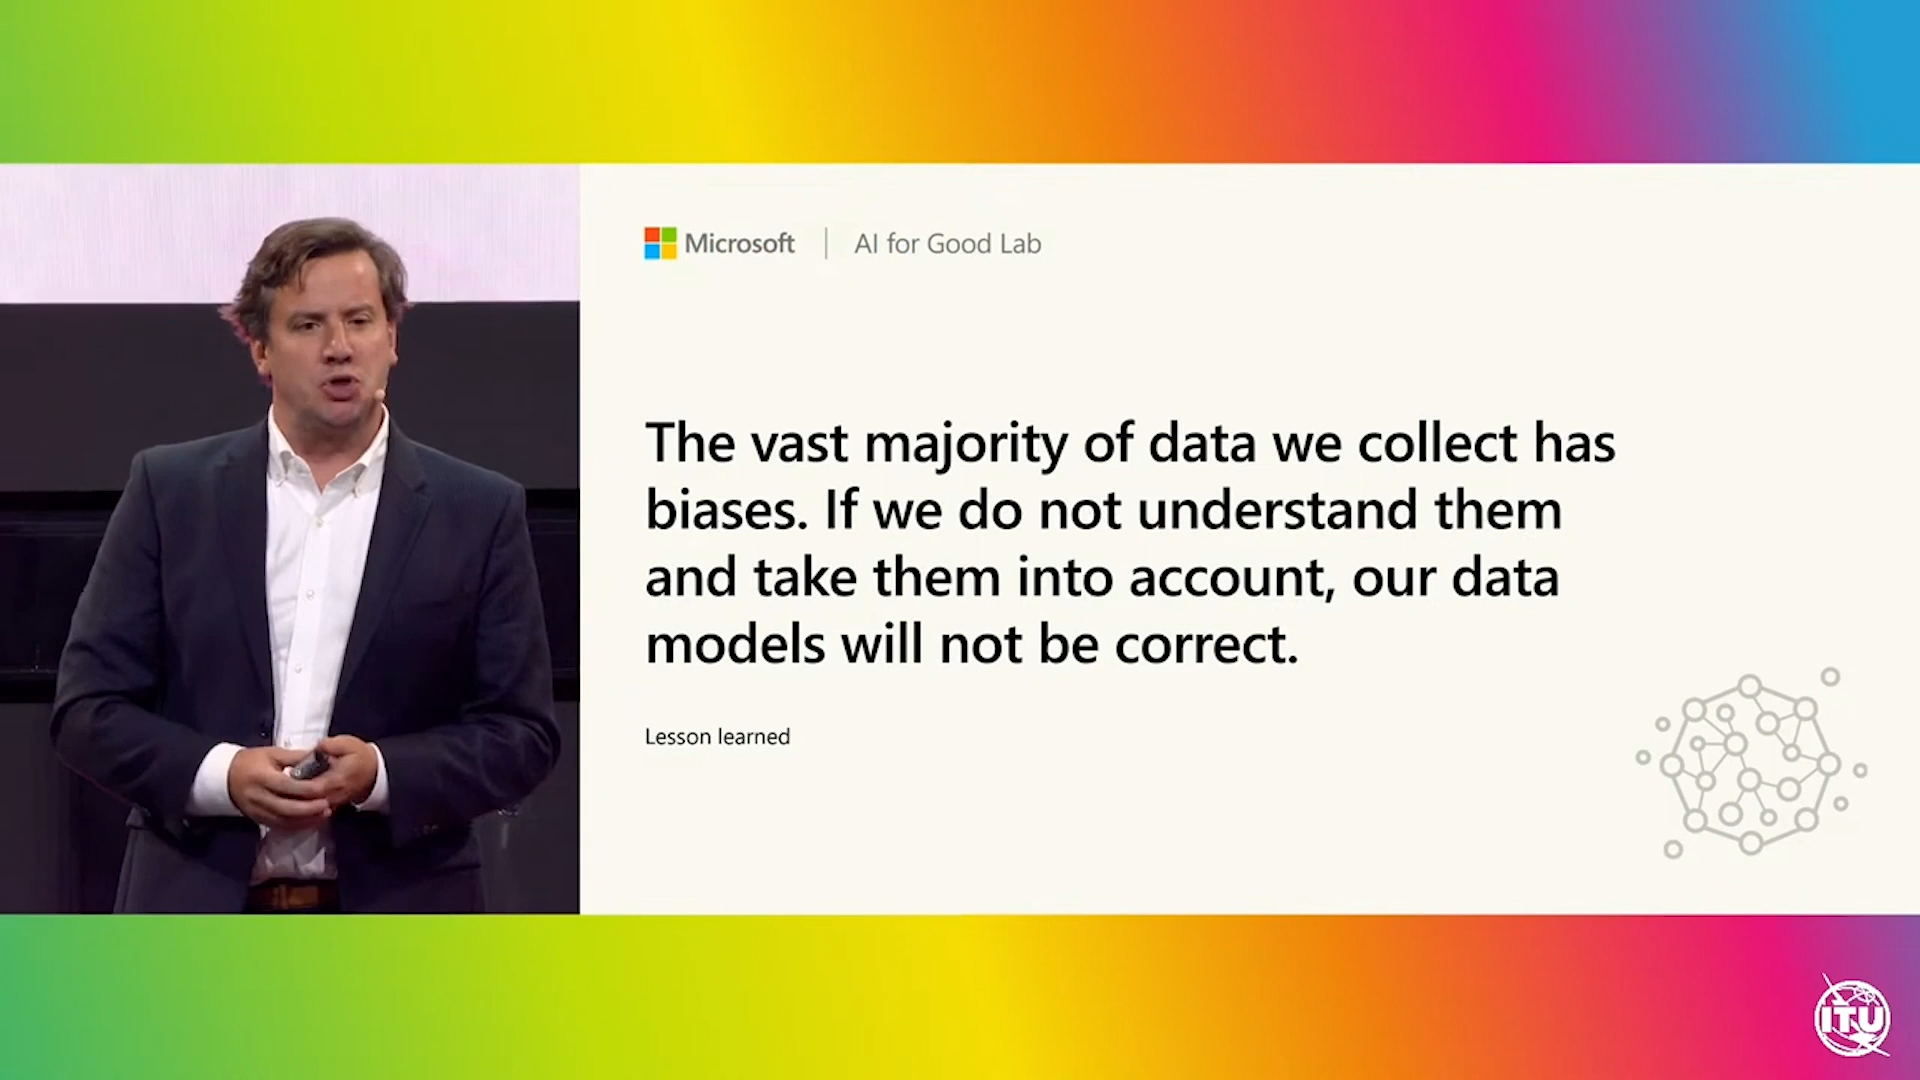 Microsoft | AI for Good Lab
The vast majority of data we collect has
biases. If we do not understand them
and take them into account, our data
models will not be correct.
Lesson learned
ITU